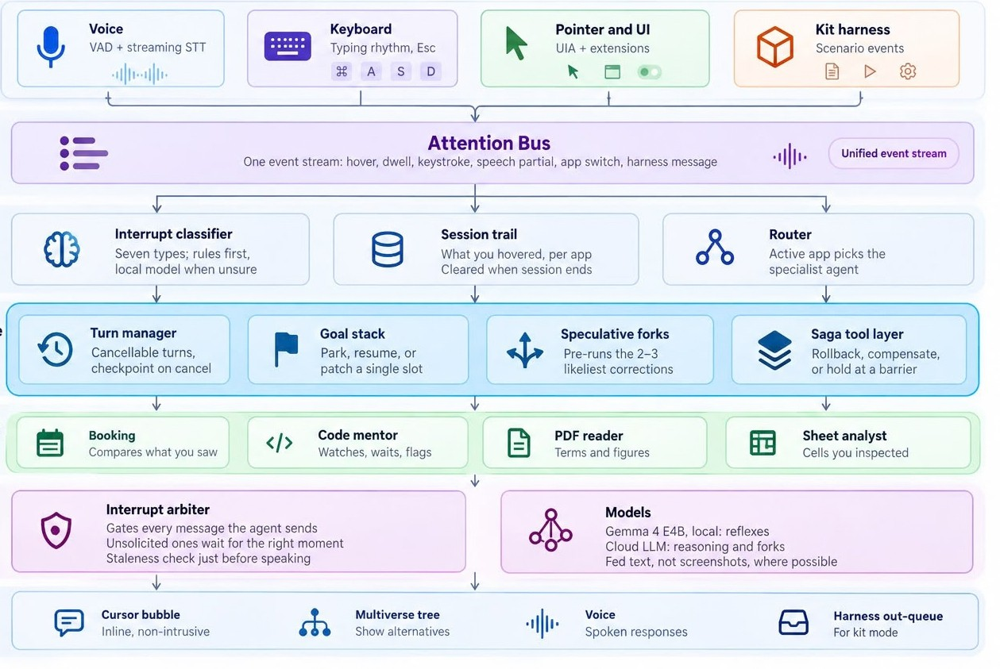 Voice
VAD + streaming STT
Keyboard
Typing rhythm, Esc
⌘ A S D
Pointer and UI
UIA + extensions
Kit harness
Scenario events
Attention Bus
One event stream: hover, dwell, keystroke, speech partial, app switch, harness message
Unified event stream
Interrupt classifier
Seven types; rules first,
local model when unsure
Session trail
What you hovered, per app
Cleared when session ends
Router
Active app picks the
specialist agent
e
Turn manager
Cancellable turns,
checkpoint on cancel
Goal stack
Park, resume, or
patch a single slot
Speculative forks
Pre-runs the 2–3
likeliest corrections
Saga tool layer
Rollback, compensate,
or hold at a barrier
Booking
Compares what you saw
Code mentor
Watches, waits, flags
PDF reader
Terms and figures
Sheet analyst
Cells you inspected
Interrupt arbiter
Gates every message the agent sends
Unsolicited ones wait for the right moment
Staleness check just before speaking
Models
Gemma 4 E4B, local: reflexes
Cloud LLM: reasoning and forks
Fed text, not screenshots, where possible
Cursor bubble
Inline, non-intrusive
Multiverse tree
Show alternatives
Voice
Spoken responses
Harness out-queue
For kit mode